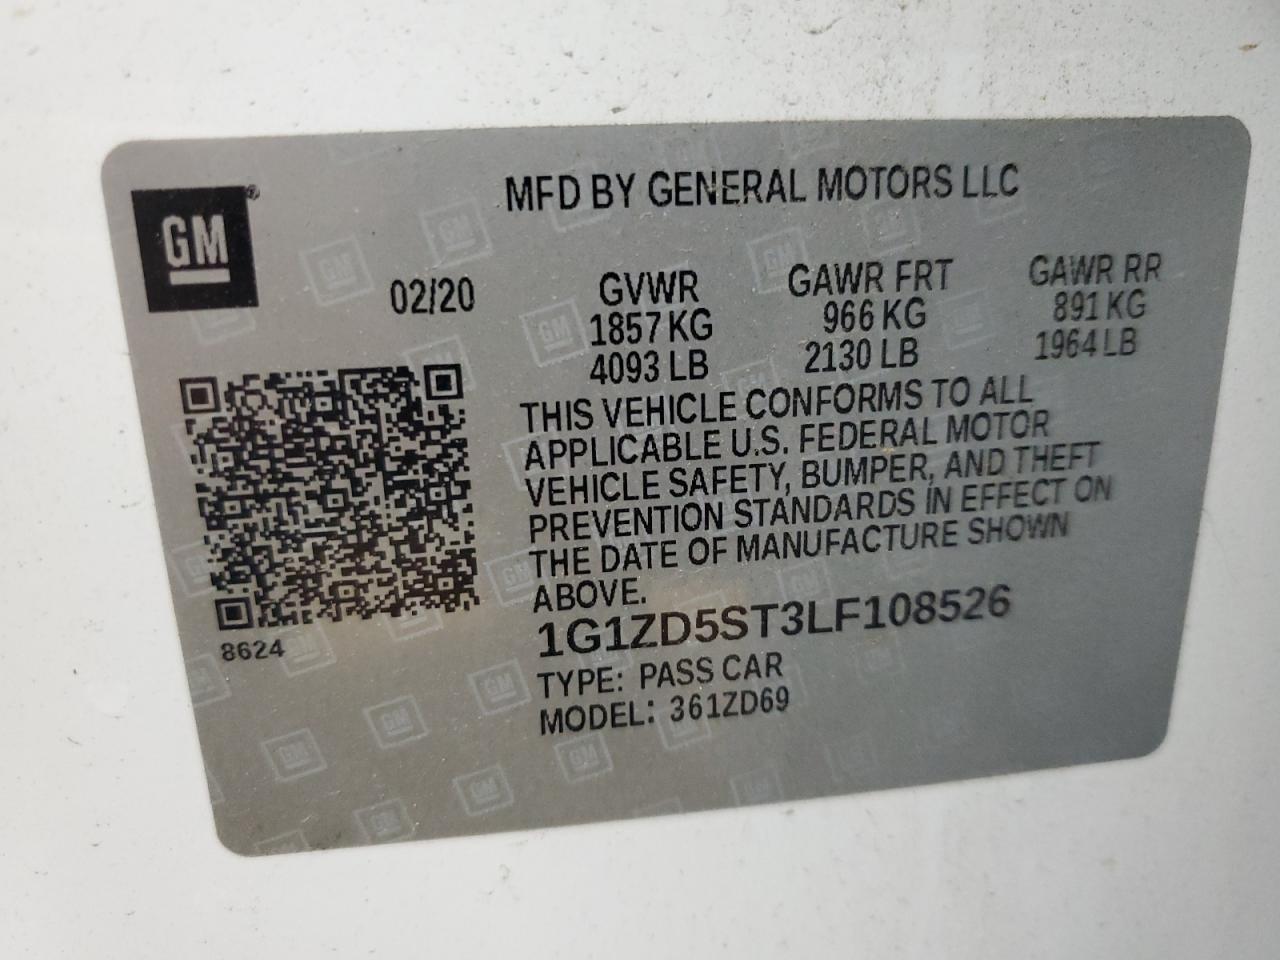 GM®
MFD BY GENERAL MOTORS LLC
02/20
GVWR
1857 KG
4093 LB
GAWR FRT
966 KG
2130 LB
GAWR RR
891 KG
1964 LB
THIS VEHICLE CONFORMS TO ALL
APPLICABLE U.S. FEDERAL MOTOR
VEHICLE SAFETY, BUMPER, AND THEFT
PREVENTION STANDARDS IN EFFECT ON
THE DATE OF MANUFACTURE SHOWN
ABOVE.
1G1ZD5ST3LF108526
TYPE: PASS CAR
MODEL: 361ZD69
8624